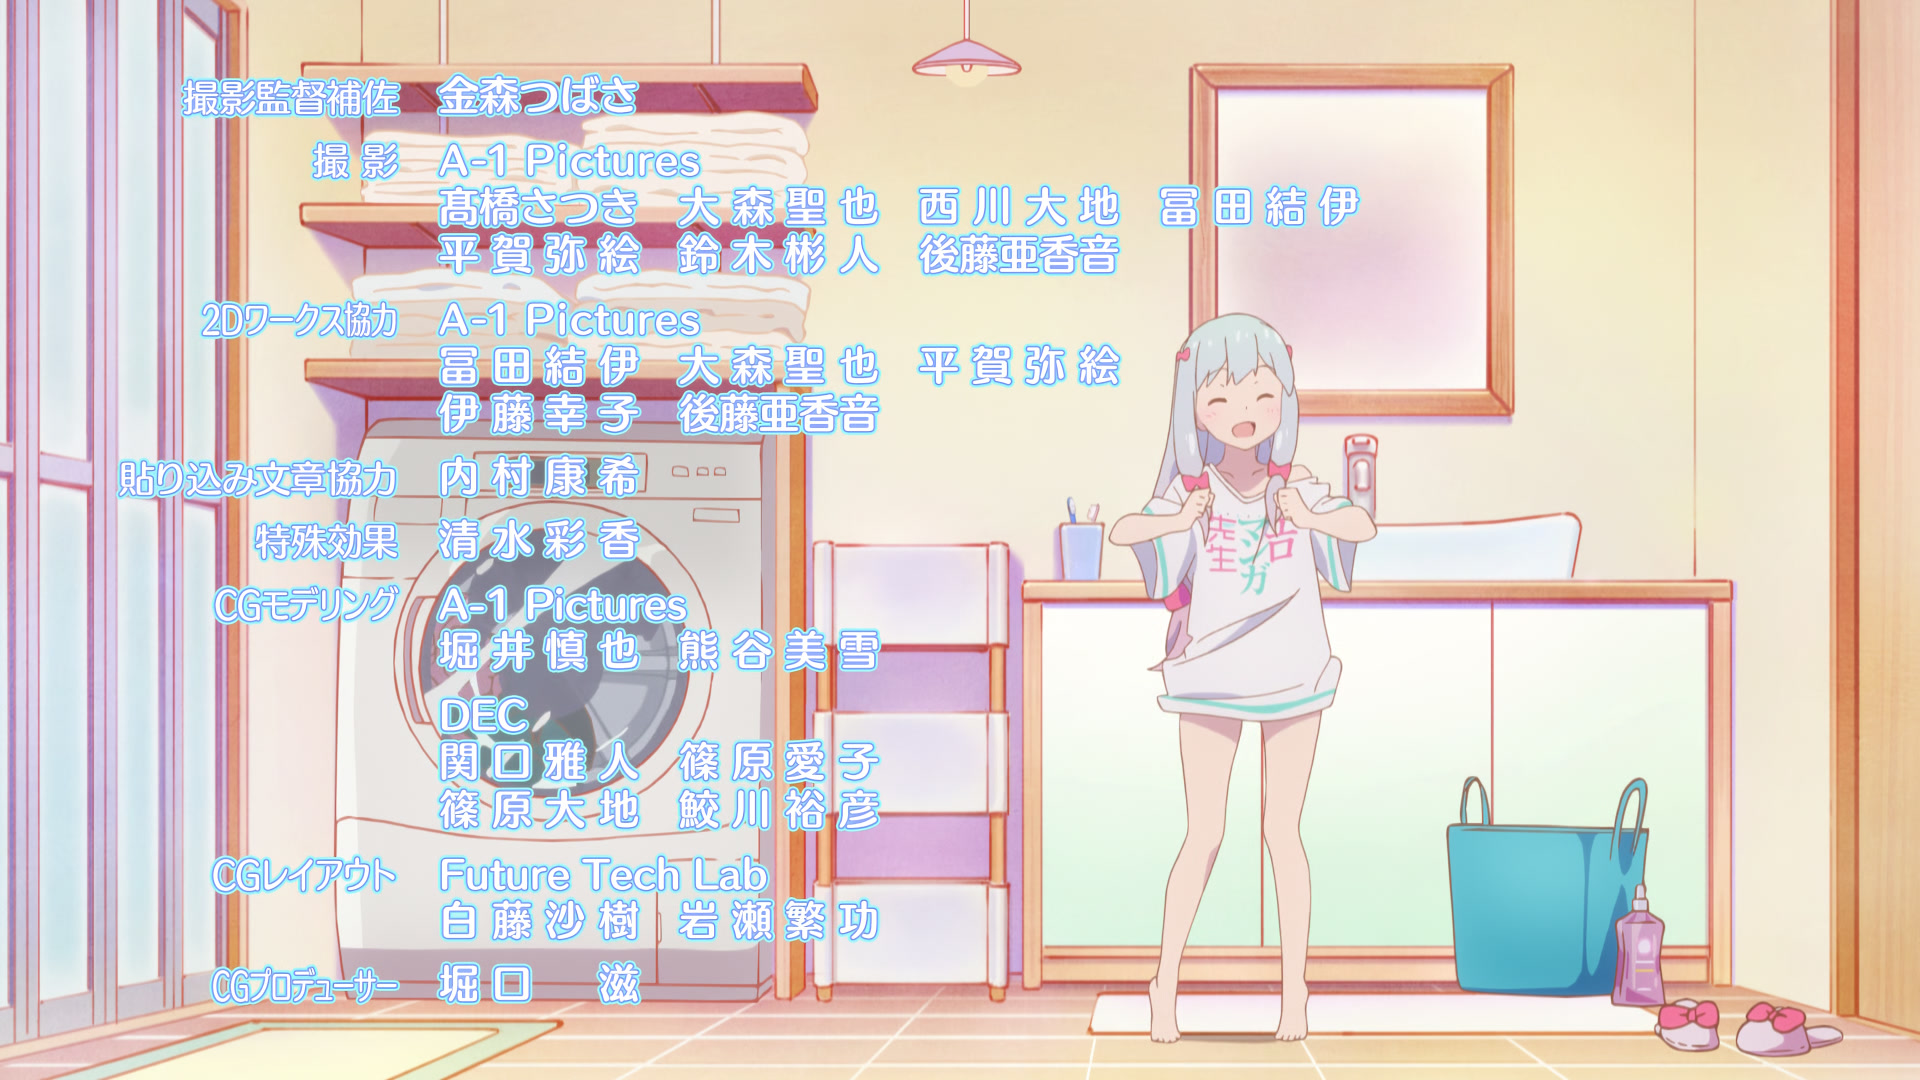 撮影監督補佐 金森つばさ
撮影 A-1 Pictures
髙橋さつき 大森聖也 西川大地 冨田結伊
平賀弥絵 鈴木彬人 後藤亜香音
2Dワークス協力 A-1 Pictures
冨田結伊 大森聖也 平賀弥絵
伊藤幸子 後藤亜香音
貼り込み文章協力 内村康希
特殊効果 清水彩香
CGモデリング A-1 Pictures
堀井慎也 熊谷美雪
DEC
関口雅人 篠原愛子
篠原大地 鮫川裕彦
CGレイアウト Future Tech Lab
白藤沙樹 岩瀬繁功
CGプロデューサー 堀口 滋
マンガ
先生